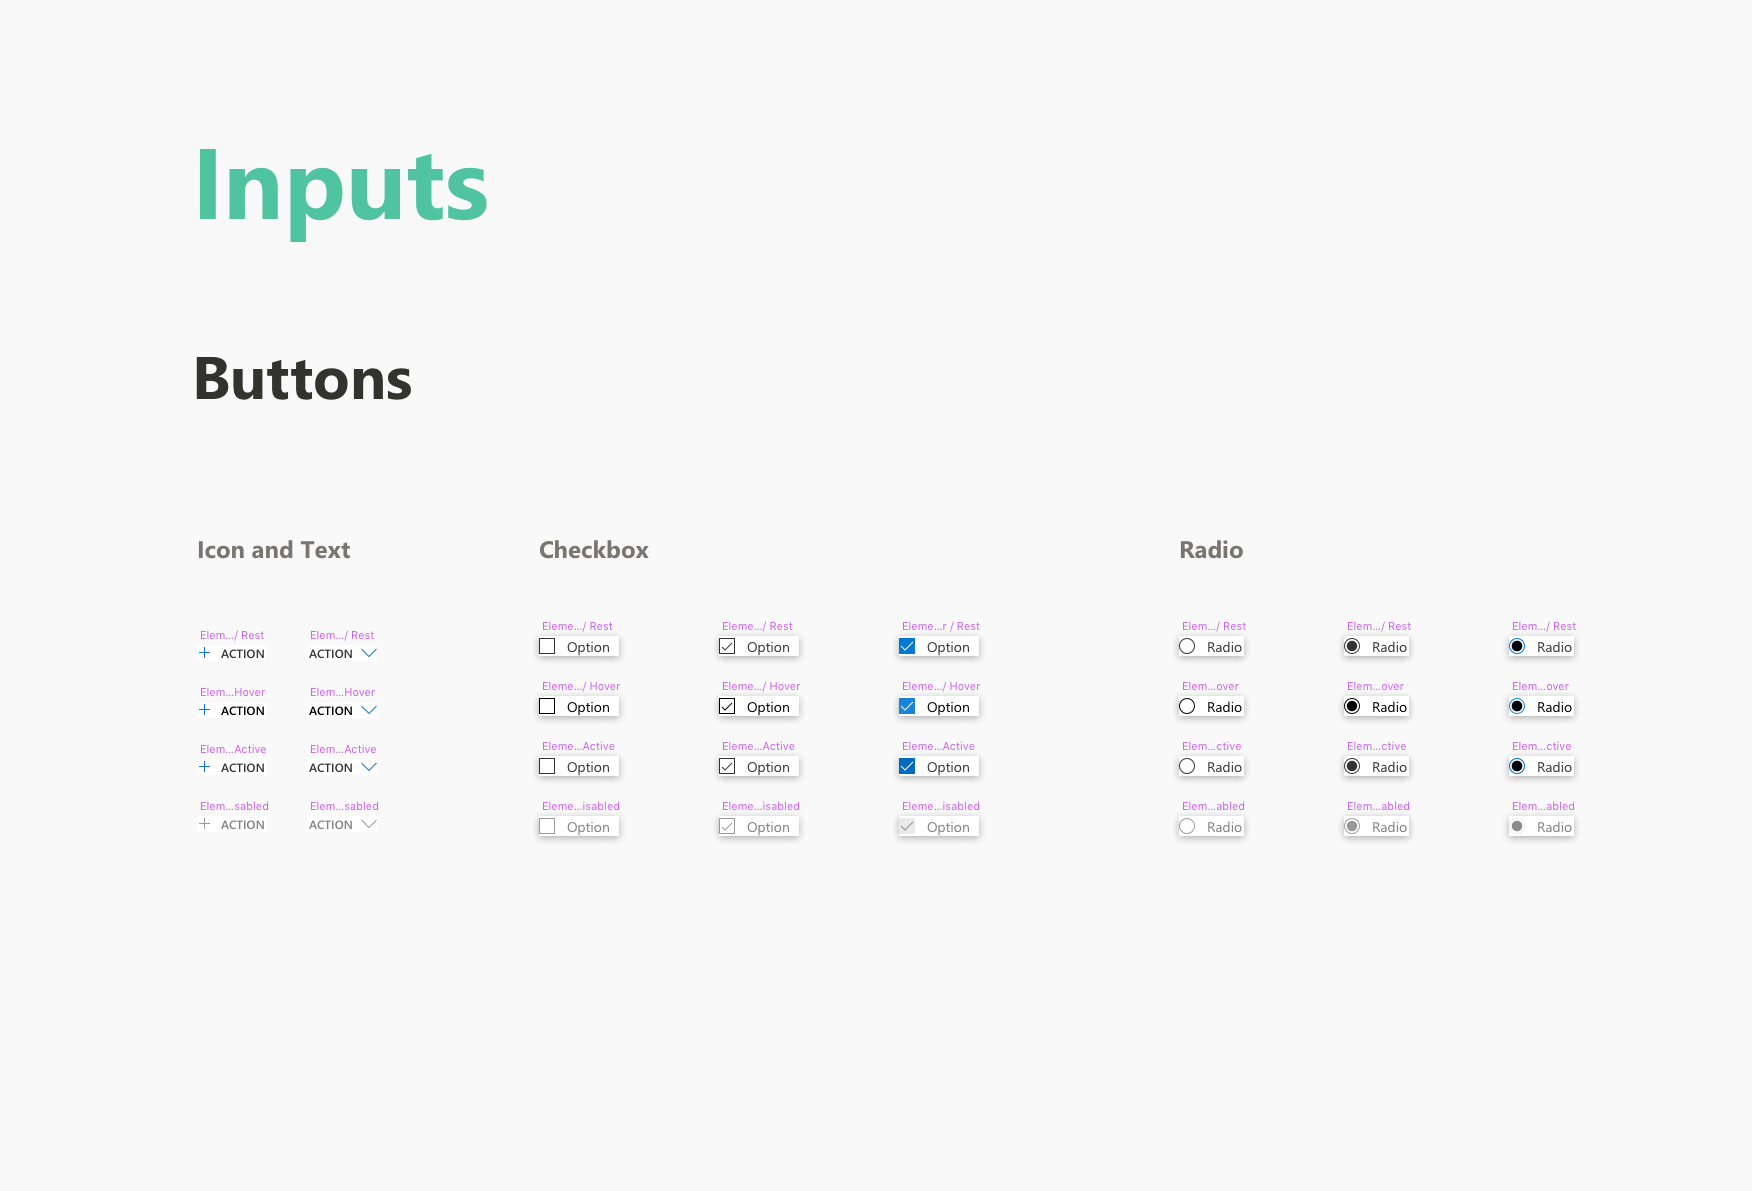 Inputs
Buttons
Icon and Text
Checkbox
Radio
Elem.../ Rest
Elem.../ Rest
Eleme.../ Rest
Eleme.../ Rest
Eleme...r / Rest
Elem.../ Rest
Elem.../ Rest
Elem.../ Rest
ACTION
ACTION
Option
Option
Option
Radio
Radio
Radio
Elem...Hover
Elem...Hover
Eleme.../ Hover
Eleme.../ Hover
Eleme.../ Hover
Elem...over
Elem...over
Elem...over
ACTION
ACTION
Option
Option
Option
Radio
Radio
Radio
Elem...Active
Elem...Active
Eleme...Active
Eleme...Active
Eleme...Active
Elem...ctive
Elem...ctive
Elem...ctive
ACTION
ACTION
Option
Option
Option
Radio
Radio
Radio
Elem...sabled
Elem...sabled
Eleme...isabled
Eleme...isabled
Eleme...isabled
Elem...abled
Elem...abled
Elem...abled
ACTION
ACTION
Option
Option
Option
Radio
Radio
Radio